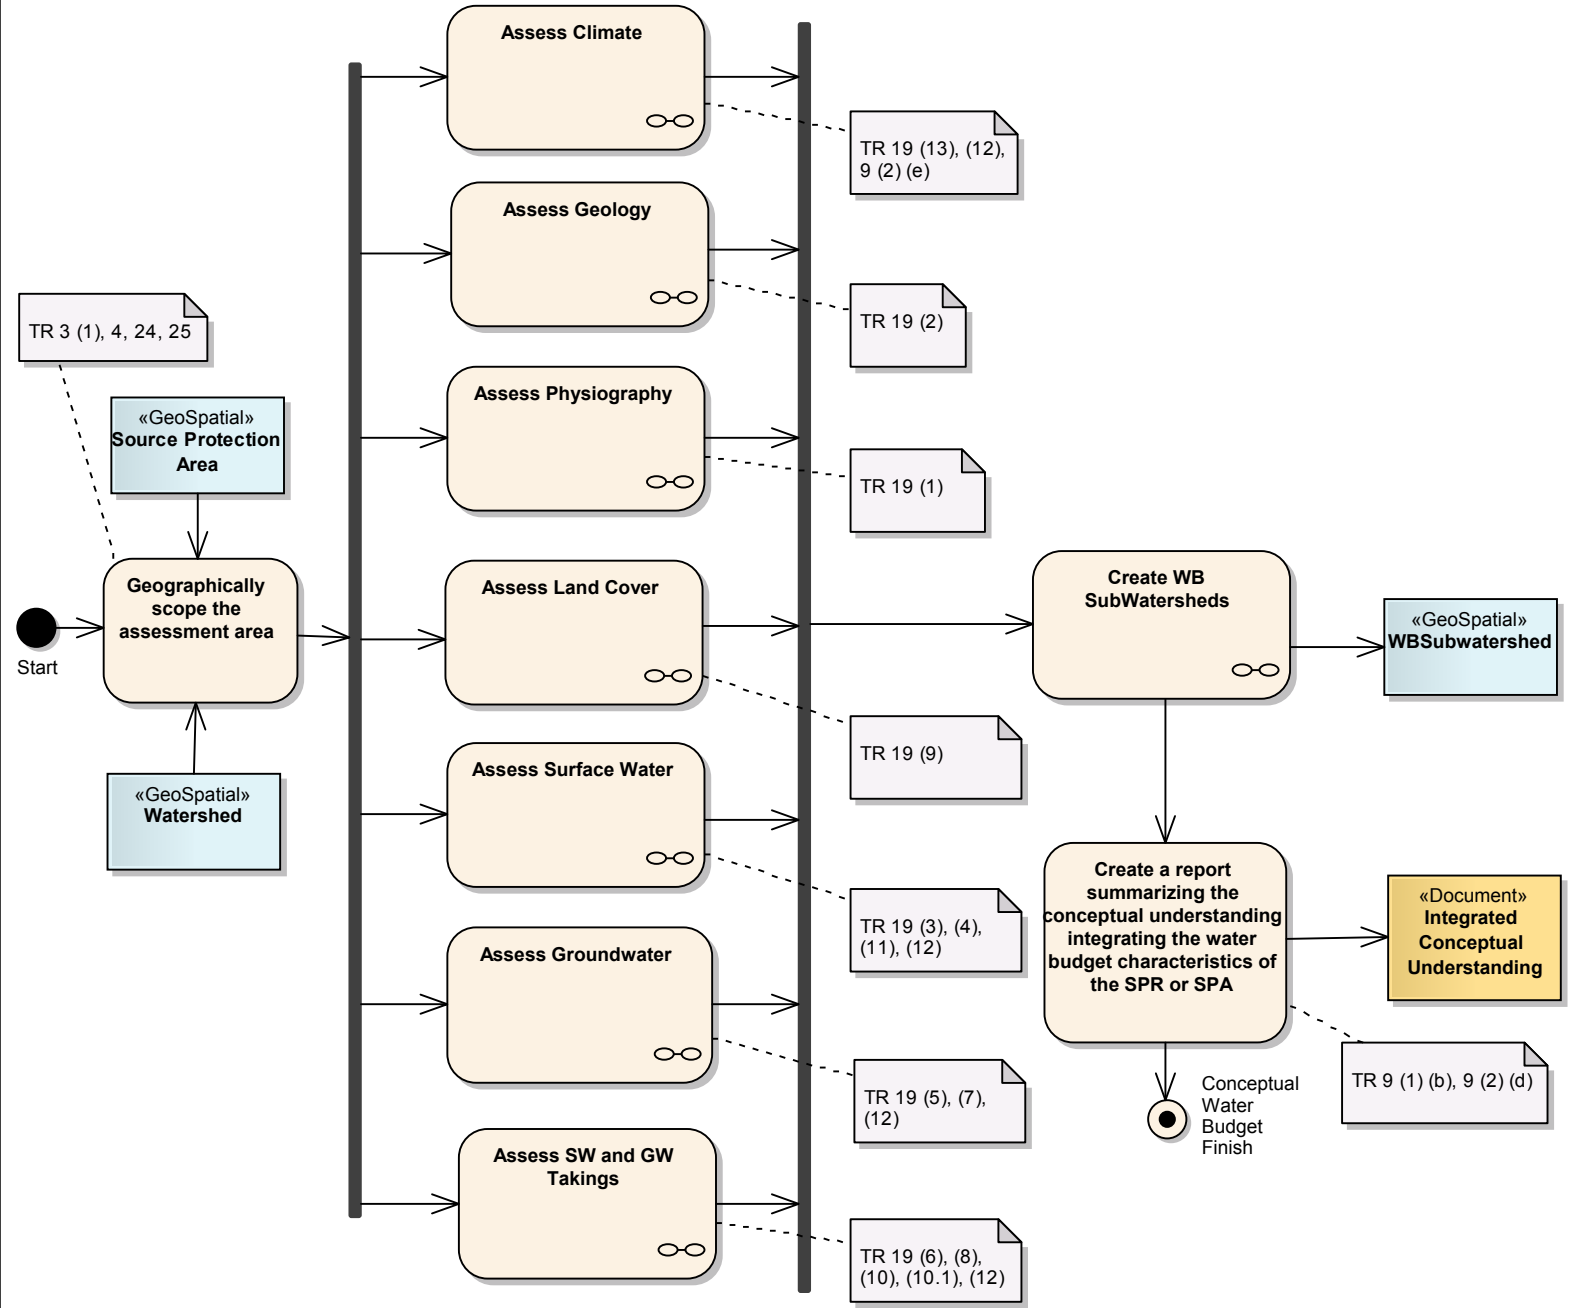 Assess Climate
TR 19 (13), (12),
9 (2) (e)
Assess Geology
TR 19 (2)
TR 3 (1), 4, 24, 25
Assess Physiography
TR 19 (1)
«GeoSpatial»
Source Protection
Area
Geographically
scope the
assessment area
Start
«GeoSpatial»
Watershed
Assess Land Cover
TR 19 (9)
Create WB
SubWatersheds
«GeoSpatial»
WBSubwatershed
Assess Surface Water
TR 19 (3), (4),
(11), (12)
Create a report
summarizing the
conceptual understanding
integrating the water
budget characteristics of
the SPR or SPA
«Document»
Integrated
Conceptual
Understanding
Assess Groundwater
TR 19 (5), (7),
(12)
TR 9 (1) (b), 9 (2) (d)
Conceptual
Water
Budget
Finish
Assess SW and GW
Takings
TR 19 (6), (8),
(10), (10.1), (12)